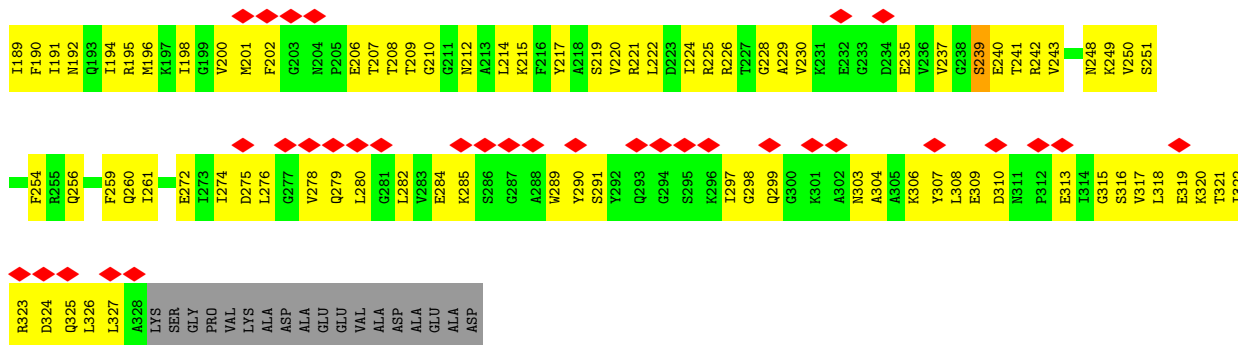 I189 F190 I191 N192 Q193 I194 R195 M196 K197 I198 G199 V200 M201 F202 G203 N204 P205 E206 T207 T208 T209 G210 G211 N212 A213 L214 K215 F216 Y217 A218 S219 V220 R221 L222 D223 I224 R225 R226 T227 G228 A229 V230 K231 E232 G233 D234 E235 V236 V237 G238 S239 E240 T241 R242 V243 N248 K249 V250 S251
F254 R255 Q256 F259 Q260 I261 E272 I273 I274 D275 L276 G277 V278 Q279 L280 G281 L282 V283 E284 K285 S286 G287 A288 W289 Y290 S291 Y292 Q293 G294 S295 K296 I297 G298 Q299 G300 K301 A302 N303 A304 A305 K306 Y307 L308 E309 D310 N311 P312 E313 I314 G315 S316 V317 L318 E319 K320 T321 I322
R323 D324 Q325 L326 L327 A328 LYS SER GLY PRO VAL LYS ALA ASP ALA GLU GLU VAL ALA ASP ALA GLU ALA ASP